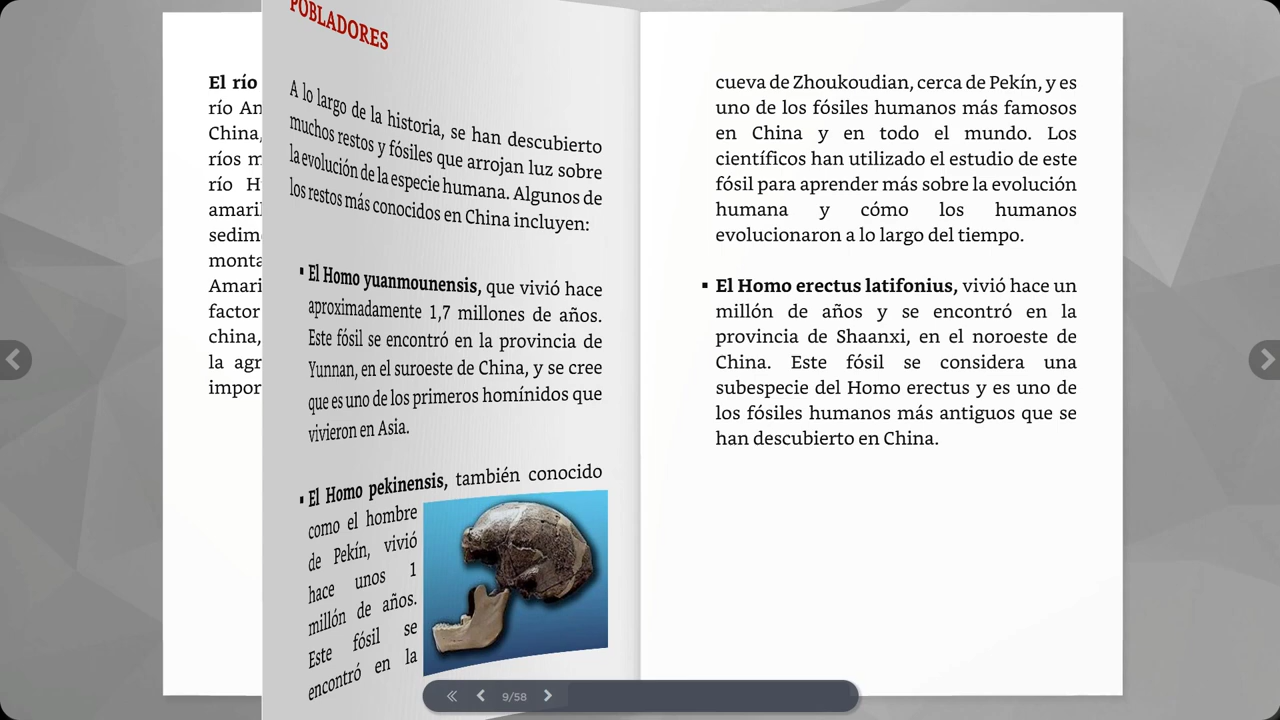 El río
río
China,
ríos
río
amari
sedim
monta
Amari
factor
china,
la agr
impor
POBLADORES
A lo largo de la historia, se han descubierto
muchos restos y fósiles que arrojan luz sobre
la evolución de la especie humana. Algunos de
los restos más conocidos en China incluyen:
▪ El Homo yuanmounensis, que vivió hace
aproximadamente 1,7 millones de años.
Este fósil se encontró en la provincia de
Yunnan, en el suroeste de China, y se cree
que es uno de los primeros homínidos que
vivieron en Asia.
▪ El Homo pekinensis, también conocido
como el hombre
de Pekín, vivió
hace unos 1
millón de años.
Este fósil se
encontró en la
cueva de Zhoukoudian, cerca de Pekín, y es
uno de los fósiles humanos más famosos
en China y en todo el mundo. Los
científicos han utilizado el estudio de este
fósil para aprender más sobre la evolución
humana y cómo los humanos
evolucionaron a lo largo del tiempo.
▪ El Homo erectus latifonius, vivió hace un
millón de años y se encontró en la
provincia de Shaanxi, en el noroeste de
China. Este fósil se considera una
subespecie del Homo erectus y es uno de
los fósiles humanos más antiguos que se
han descubierto en China.
9/58